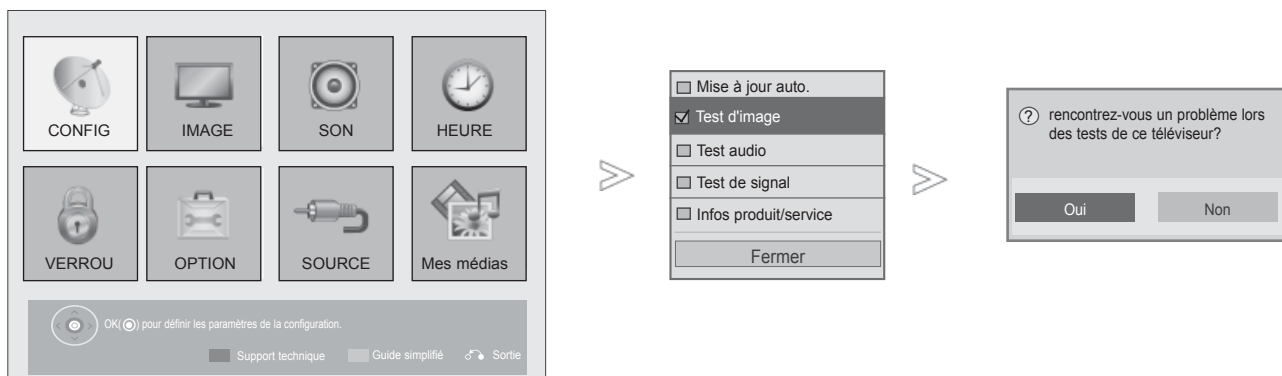 CONFIG IMAGE SON HEURE
VERROU OPTION SOURCE Mes médias
OK(◉) pour définir les paramètres de la configuration.
Support technique Guide simplifié Sortie
Mise à jour auto.
Test d'image
Test audio
Test de signal
Infos produit/service
Fermer
? rencontrez-vous un problème lors
des tests de ce téléviseur?
Oui Non